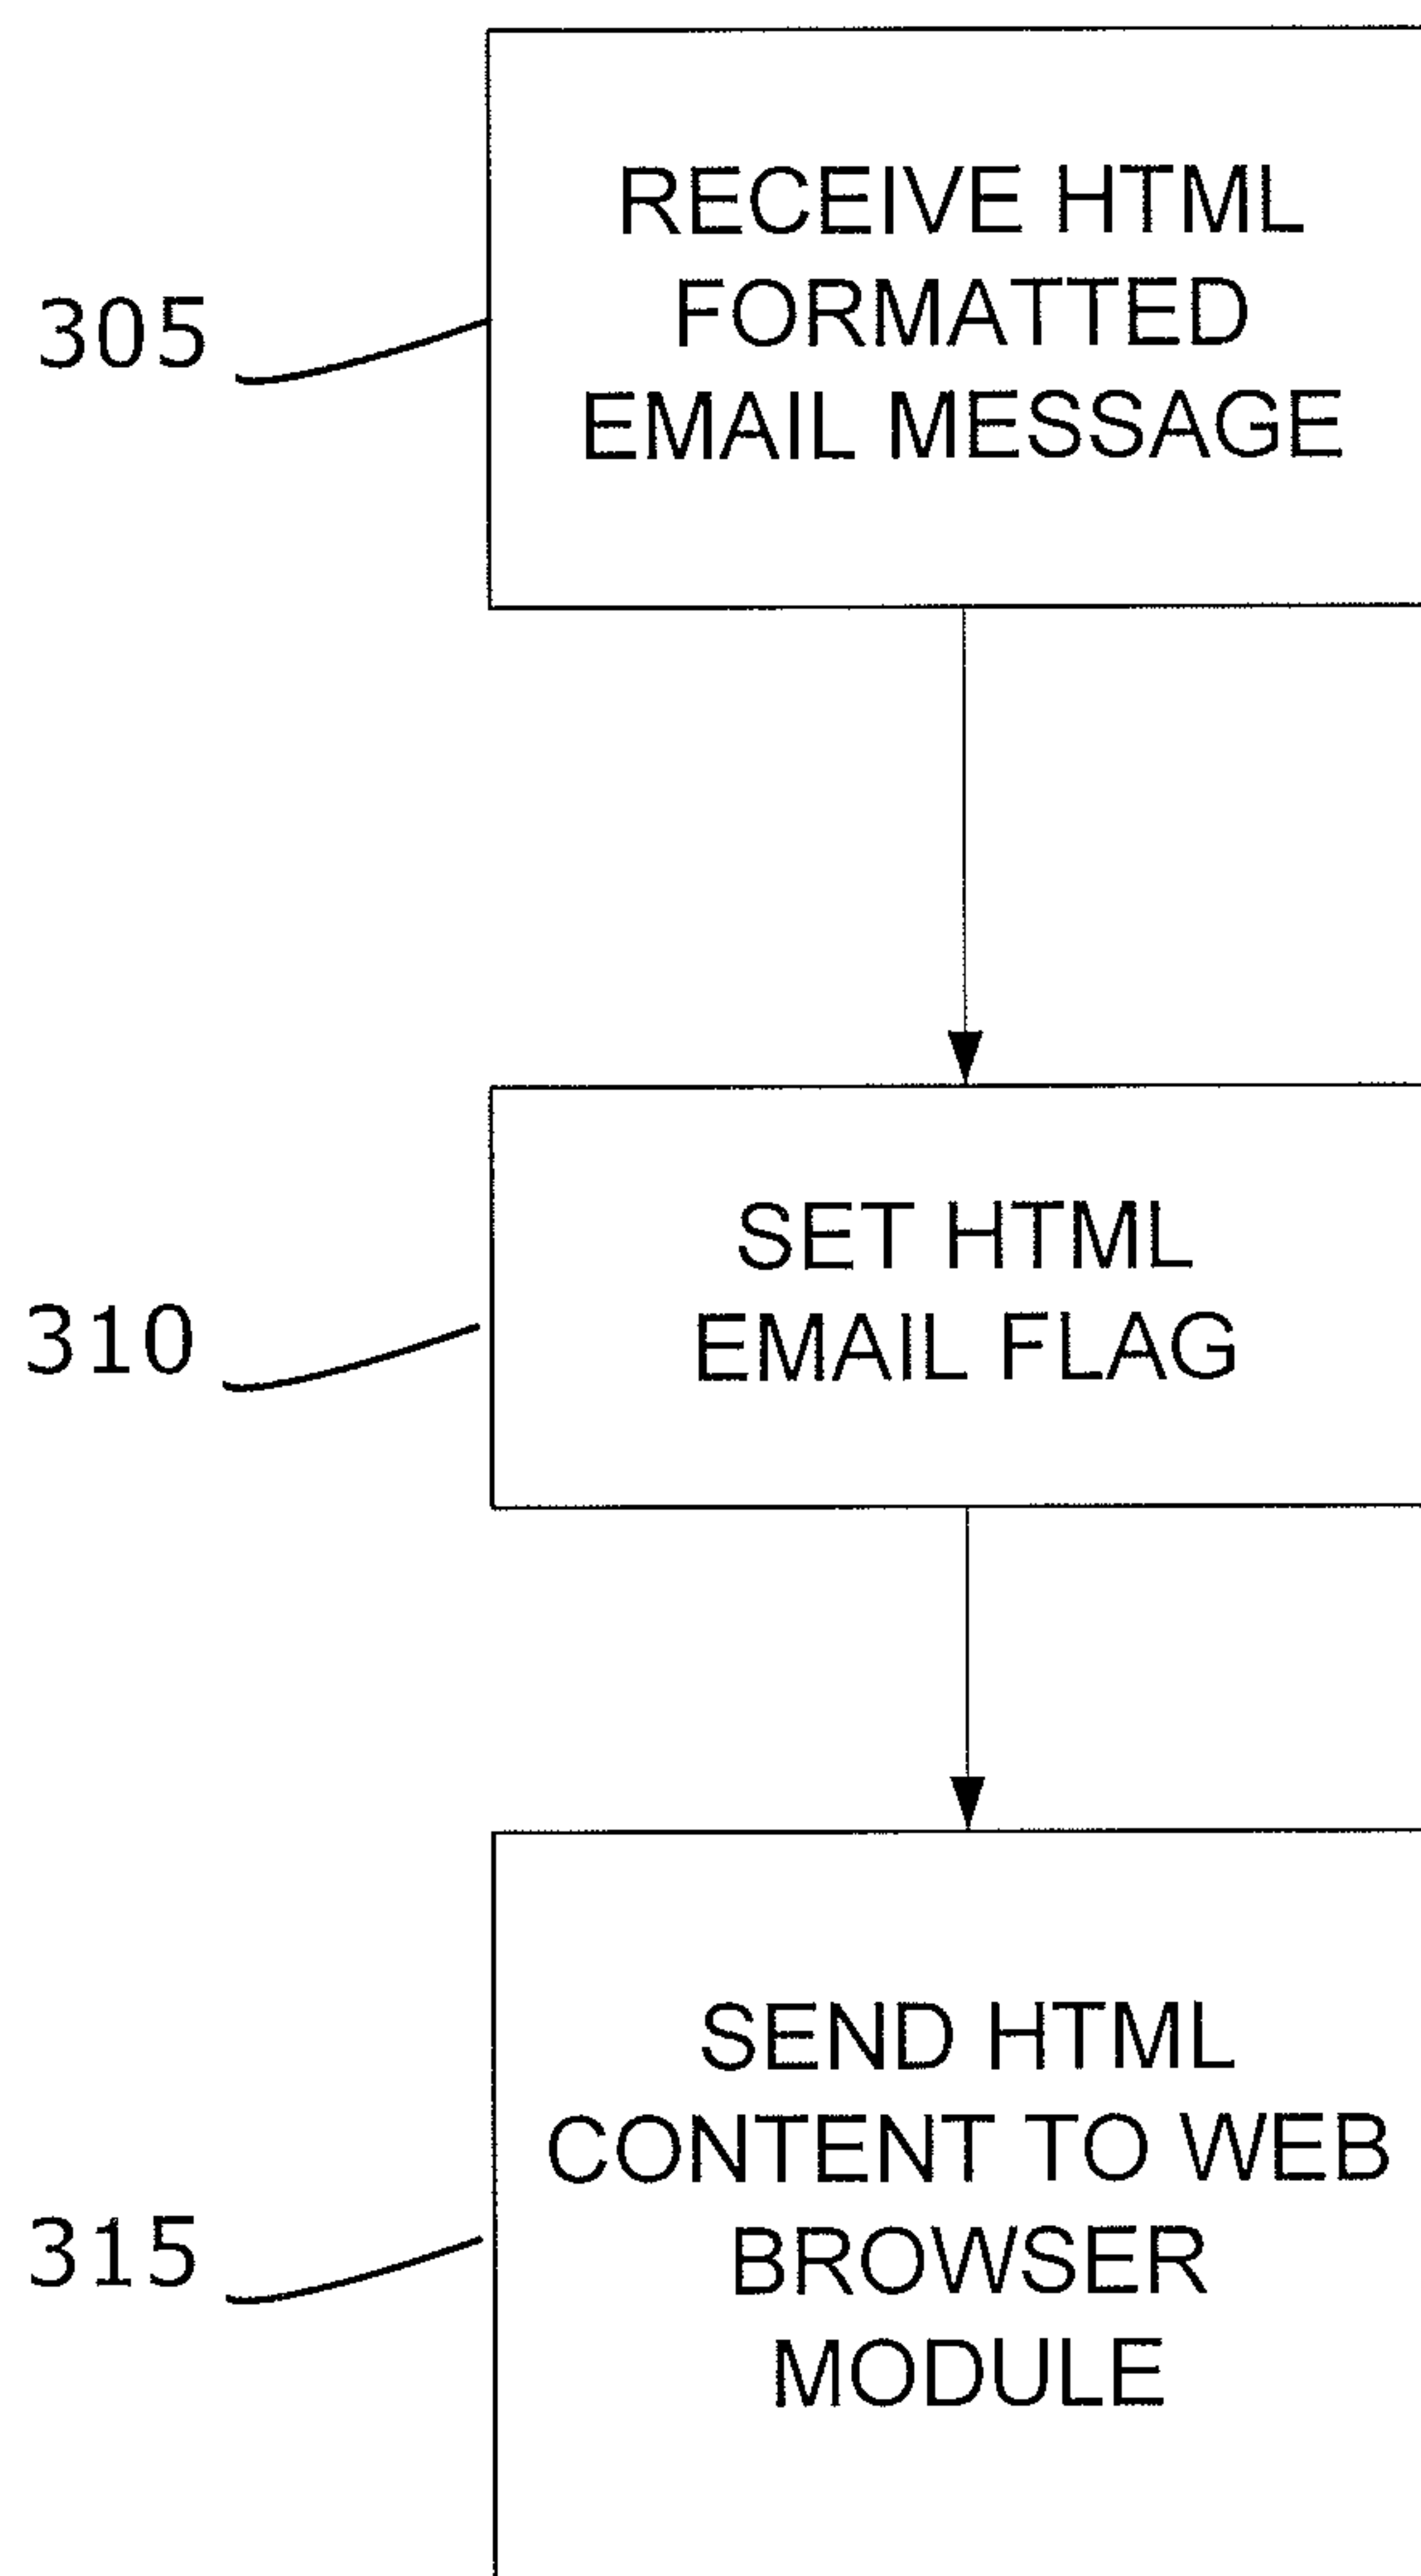 RECEIVE HTML
FORMATTED
EMAIL MESSAGE
305
SET HTML
EMAIL FLAG
310
SEND HTML
CONTENT TO WEB
BROWSER
MODULE
315